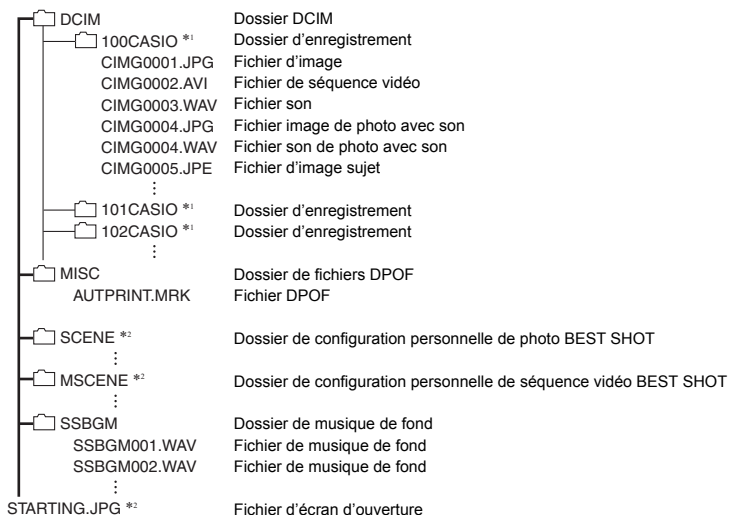 DCIM Dossier DCIM
100CASIO *1 Dossier d'enregistrement
CIMG0001.JPG Fichier d'image
CIMG0002.AVI Fichier de séquence vidéo
CIMG0003.WAV Fichier son
CIMG0004.JPG Fichier image de photo avec son
CIMG0004.WAV Fichier son de photo avec son
CIMG0005.JPE Fichier d'image sujet
101CASIO *1 Dossier d'enregistrement
102CASIO *1 Dossier d'enregistrement
MISC Dossier de fichiers DPOF
AUTPRINT.MRK Fichier DPOF
SCENE *2 Dossier de configuration personnelle de photo BEST SHOT
MSCENE *2 Dossier de configuration personnelle de séquence vidéo BEST SHOT
SSBGM Dossier de musique de fond
SSBGM001.WAV Fichier de musique de fond
SSBGM002.WAV Fichier de musique de fond
STARTING.JPG *2 Fichier d'écran d'ouverture